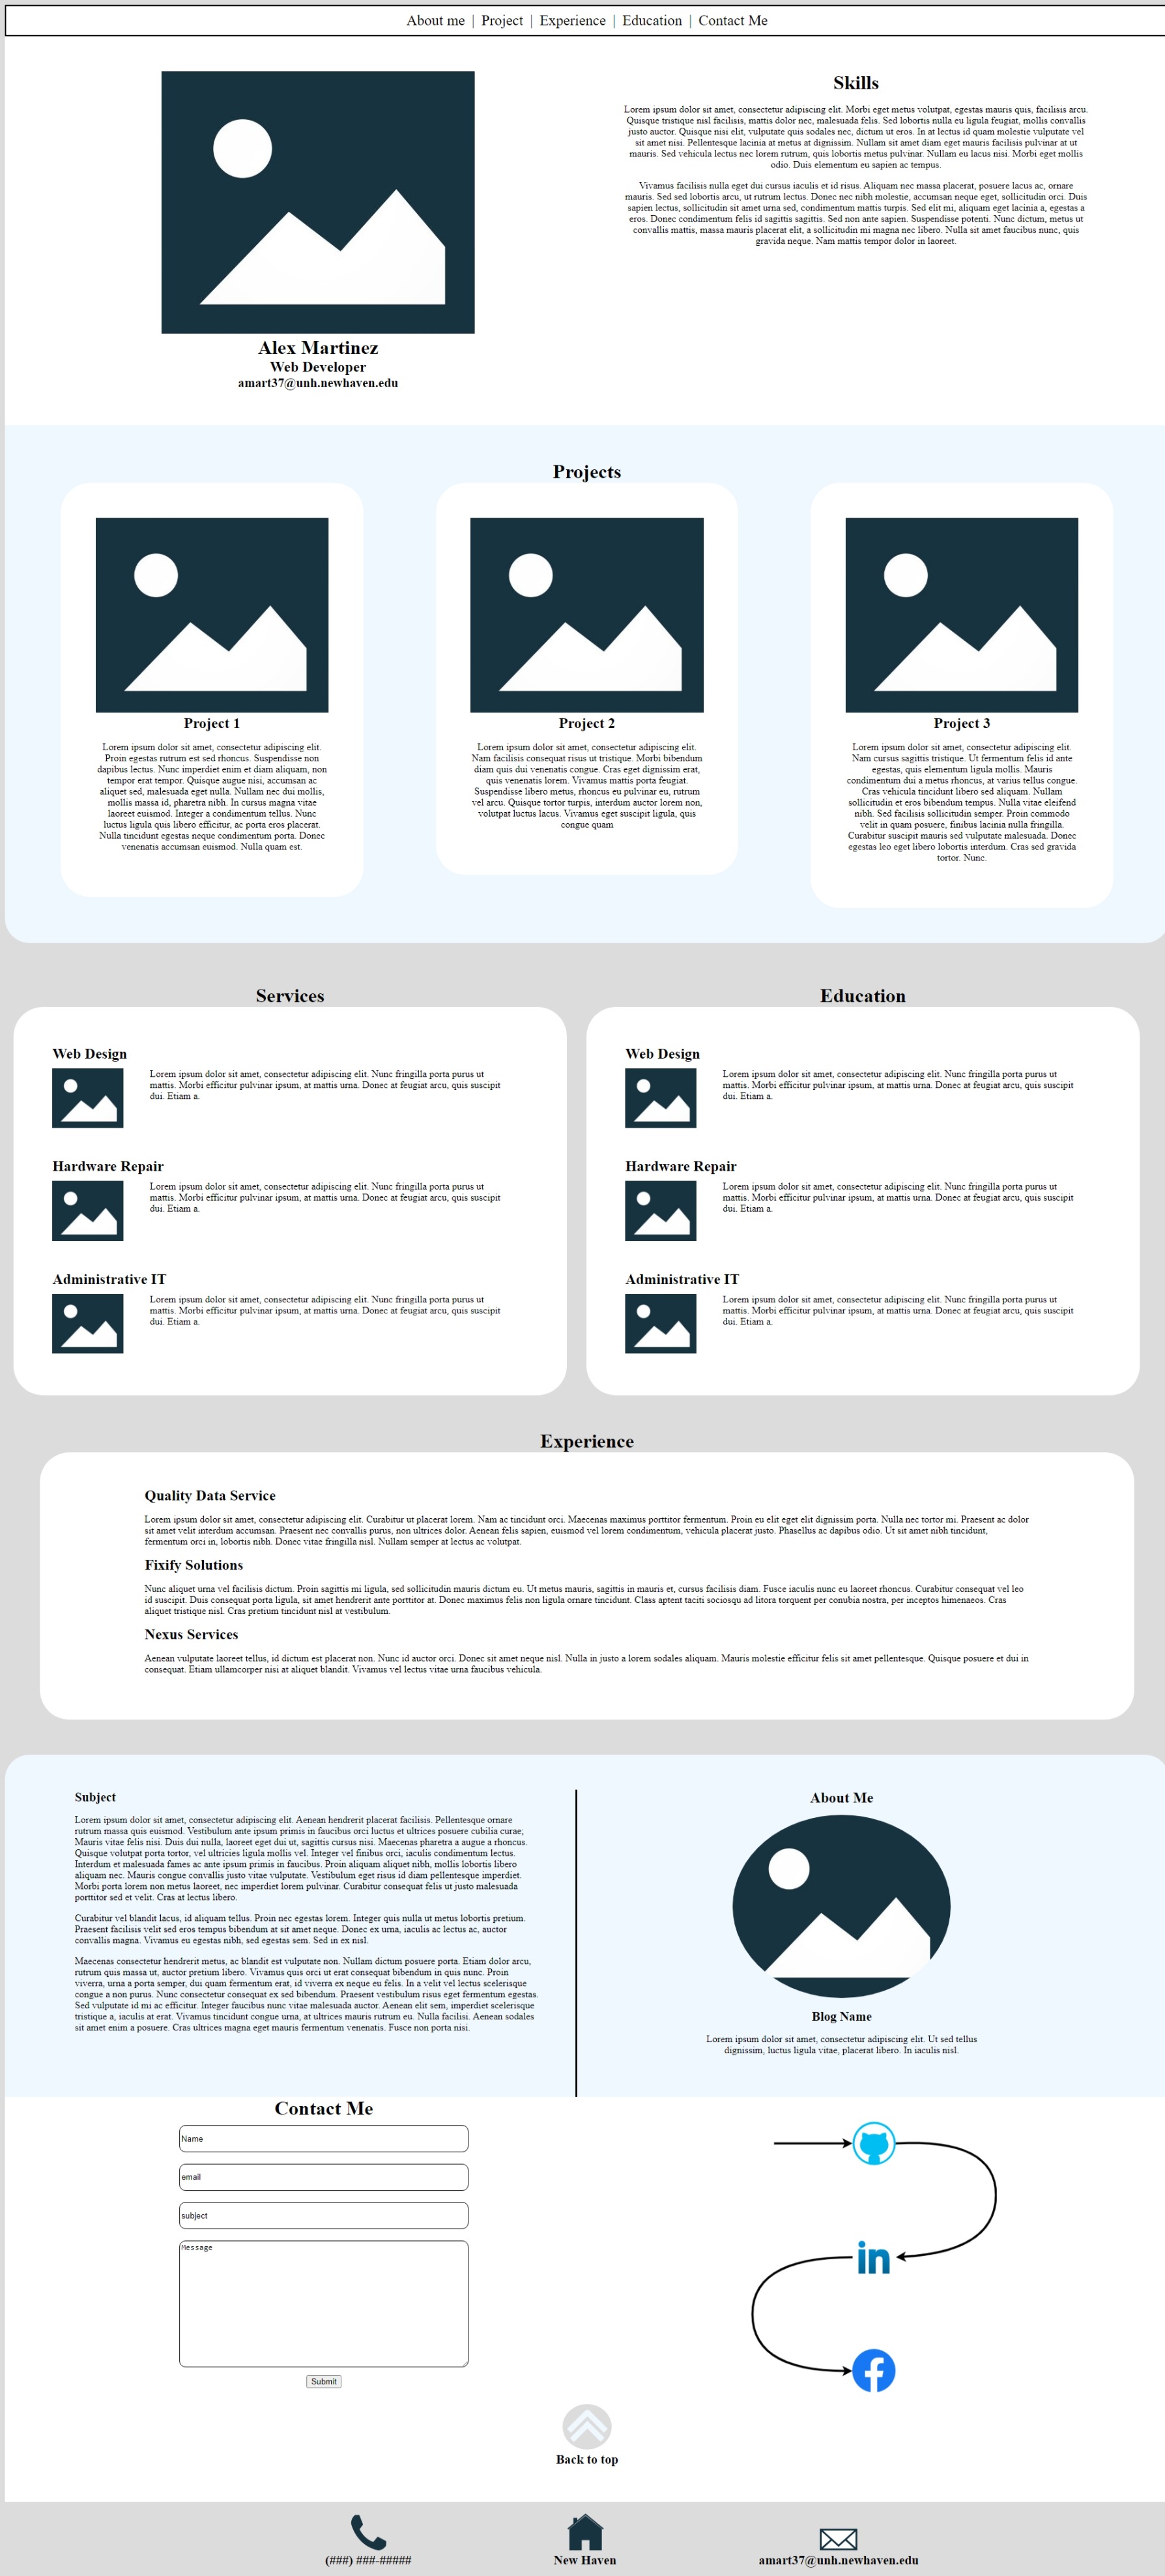 About me | Project | Experience | Education | Contact Me
Skills
Lorem ipsum dolor sit amet, consectetur adipiscing elit. Morbi eget metus volutpat, egestas mauris quis, facilisis arcu.
Quisque tristique nisl facilisis, mattis dolor nec, malesuada felis. Sed lobortis nulla eu ligula feugiat, mollis convallis
justo auctor. Quisque nisi elit, vulputate quis sodales nec, dictum ut eros. In at lectus id quam molestie vulputate vel
sit amet nisi. Pellentesque lacinia at metus at dignissim. Nullam sit amet diam eget mauris facilisis pulvinar at ut
mauris. Sed vehicula lectus nec lorem rutrum, quis lobortis metus pulvinar. Nullam eu lacus nisi. Morbi eget mollis
odio. Duis elementum eu sapien ac tempus.
Vivamus facilisis nulla eget dui cursus iaculis et id risus. Aliquam nec massa placerat, posuere lacus ac, ornare
mauris. Sed sed lobortis arcu, ut rutrum lectus. Donec nec nibh molestie, accumsan neque eget, sollicitudin orci. Duis
sapien lectus, sollicitudin sit amet urna sed, condimentum mattis turpis. Sed elit mi, aliquam eget lacinia a, egestas a
eros. Donec condimentum felis id sagittis sagittis. Sed non ante sapien. Suspendisse potenti. Nunc dictum, metus ut
convallis mattis, massa mauris placerat elit, a sollicitudin mi magna nec libero. Nulla sit amet faucibus nunc, quis
gravida neque. Nam mattis tempor dolor in laoreet.
Alex Martinez
Web Developer
amart37@unh.newhaven.edu
Projects
Project 1
Lorem ipsum dolor sit amet, consectetur adipiscing elit.
Proin egestas rutrum est sed rhoncus. Suspendisse non
dapibus lectus. Nunc imperdiet enim et diam aliquam, non
tempor erat tempor. Quisque augue nisi, accumsan ac
aliquet sed, malesuada eget nulla. Nullam nec dui mollis,
mollis massa id, pharetra nibh. In cursus magna vitae
laoreet euismod. Integer a condimentum tellus. Nunc
luctus ligula quis libero efficitur, ac porta eros placerat.
Nulla tincidunt egestas neque condimentum porta. Donec
venenatis accumsan euismod. Nulla quam est.
Project 2
Lorem ipsum dolor sit amet, consectetur adipiscing elit.
Nam facilisis consequat risus ut tristique. Morbi bibendum
diam quis dui venenatis congue. Cras eget dignissim erat,
quis venenatis lorem. Vivamus mattis porta feugiat.
Suspendisse libero metus, rhoncus eu pulvinar eu, rutrum
vel arcu. Quisque tortor turpis, interdum auctor lorem non,
volutpat luctus lacus. Vivamus eget suscipit ligula, quis
congue quam
Project 3
Lorem ipsum dolor sit amet, consectetur adipiscing elit.
Nam cursus sagittis tristique. Ut fermentum felis id ante
egestas, quis elementum ligula mollis. Mauris
condimentum dui a metus rhoncus, at varius tellus congue.
Cras vehicula tincidunt libero sed aliquam. Nullam
sollicitudin et eros bibendum tempus. Nulla vitae eleifend
nibh. Sed facilisis sollicitudin semper. Proin commodo
velit in quam posuere, finibus lacinia nulla fringilla.
Curabitur suscipit mauris sed vulputate malesuada. Donec
egestas leo eget libero lobortis interdum. Cras sed gravida
tortor. Nunc.
Services
Web Design
Lorem ipsum dolor sit amet, consectetur adipiscing elit. Nunc fringilla porta purus ut
mattis. Morbi efficitur pulvinar ipsum, at mattis urna. Donec at feugiat arcu, quis suscipit
dui. Etiam a.
Hardware Repair
Lorem ipsum dolor sit amet, consectetur adipiscing elit. Nunc fringilla porta purus ut
mattis. Morbi efficitur pulvinar ipsum, at mattis urna. Donec at feugiat arcu, quis suscipit
dui. Etiam a.
Administrative IT
Lorem ipsum dolor sit amet, consectetur adipiscing elit. Nunc fringilla porta purus ut
mattis. Morbi efficitur pulvinar ipsum, at mattis urna. Donec at feugiat arcu, quis suscipit
dui. Etiam a.
Education
Web Design
Lorem ipsum dolor sit amet, consectetur adipiscing elit. Nunc fringilla porta purus ut
mattis. Morbi efficitur pulvinar ipsum, at mattis urna. Donec at feugiat arcu, quis suscipit
dui. Etiam a.
Hardware Repair
Lorem ipsum dolor sit amet, consectetur adipiscing elit. Nunc fringilla porta purus ut
mattis. Morbi efficitur pulvinar ipsum, at mattis urna. Donec at feugiat arcu, quis suscipit
dui. Etiam a.
Administrative IT
Lorem ipsum dolor sit amet, consectetur adipiscing elit. Nunc fringilla porta purus ut
mattis. Morbi efficitur pulvinar ipsum, at mattis urna. Donec at feugiat arcu, quis suscipit
dui. Etiam a.
Experience
Quality Data Service
Lorem ipsum dolor sit amet, consectetur adipiscing elit. Curabitur ut placerat lorem. Nam ac tincidunt orci. Maecenas maximus porttitor fermentum. Proin eu elit eget elit dignissim porta. Nulla nec tortor mi. Praesent ac dolor
sit amet velit interdum accumsan. Praesent nec convallis purus, non ultrices dolor. Aenean felis sapien, euismod vel lorem condimentum, vehicula placerat justo. Phasellus ac dapibus odio. Ut sit amet nibh tincidunt,
fermentum orci in, lobortis nibh. Donec vitae fringilla nisl. Nullam semper at lectus ac volutpat.
Fixify Solutions
Nunc aliquet urna vel facilisis dictum. Proin sagittis mi ligula, sed sollicitudin mauris dictum eu. Ut metus mauris, sagittis in mauris et, cursus facilisis diam. Fusce iaculis nunc eu laoreet rhoncus. Curabitur consequat vel leo
id suscipit. Duis consequat porta ligula, sit amet hendrerit ante porttitor at. Donec maximus felis non ligula ornare tincidunt. Class aptent taciti sociosqu ad litora torquent per conubia nostra, per inceptos himenaeos. Cras
aliquet tristique nisl. Cras pretium tincidunt nisl at vestibulum.
Nexus Services
Aenean vulputate laoreet tellus, id dictum est placerat non. Nunc id auctor orci. Donec sit amet neque nisl. Nulla in justo a lorem sodales aliquam. Mauris molestie efficitur felis sit amet pellentesque. Quisque posuere et dui in
consequat. Etiam ullamcorper nisi at aliquet blandit. Vivamus vel lectus vitae urna faucibus vehicula.
Subject
Lorem ipsum dolor sit amet, consectetur adipiscing elit. Aenean hendrerit placerat facilisis. Pellentesque ornare
rutrum massa quis euismod. Vestibulum ante ipsum primis in faucibus orci luctus et ultrices posuere cubilia curae;
Mauris vitae felis nisi. Duis dui nulla, laoreet eget dui ut, sagittis cursus nisi. Maecenas pharetra a augue a rhoncus.
Quisque volutpat porta tortor, vel ultricies ligula mollis vel. Integer vel finibus orci, iaculis condimentum lectus.
Interdum et malesuada fames ac ante ipsum primis in faucibus. Proin aliquam aliquet nibh, mollis lobortis libero
aliquam nec. Mauris congue convallis justo vitae vulputate. Vestibulum eget risus id diam pellentesque imperdiet.
Morbi porta lorem non metus laoreet, nec imperdiet lorem pulvinar. Curabitur consequat felis ut justo malesuada
porttitor sed et velit. Cras at lectus libero.
Curabitur vel blandit lacus, id aliquam tellus. Proin nec egestas lorem. Integer quis nulla ut metus lobortis pretium.
Praesent facilisis velit sed eros tempus bibendum at sit amet neque. Donec ex urna, iaculis ac lectus ac, auctor
convallis magna. Vivamus eu egestas nibh, sed egestas sem. Sed in ex nisl.
Maecenas consectetur hendrerit metus, ac blandit est vulputate non. Nullam dictum posuere porta. Etiam dolor arcu,
rutrum quis massa ut, auctor pretium libero. Vivamus quis orci ut erat consequat bibendum in quis nunc. Proin
viverra, urna a porta semper, dui quam fermentum erat, id viverra ex neque eu felis. In a velit vel lectus scelerisque
congue a non purus. Nunc consectetur consequat ex sed bibendum. Praesent vestibulum risus eget fermentum egestas.
Sed vulputate id mi ac efficitur. Integer faucibus nunc vitae malesuada auctor. Aenean elit sem, imperdiet scelerisque
tristique a, iaculis at erat. Vivamus tincidunt congue urna, at ultrices mauris rutrum eu. Nulla facilisi. Aenean sodales
sit amet enim a posuere. Cras ultrices magna eget mauris fermentum venenatis. Fusce non porta nisi.
About Me
Blog Name
Lorem ipsum dolor sit amet, consectetur adipiscing elit. Ut sed tellus
dignissim, luctus ligula vitae, placerat libero. In iaculis nisl.
Contact Me
Name
email
subject
Message
Submit
in
Back to top
(###) ###-#####
New Haven
amart37@unh.newhaven.edu